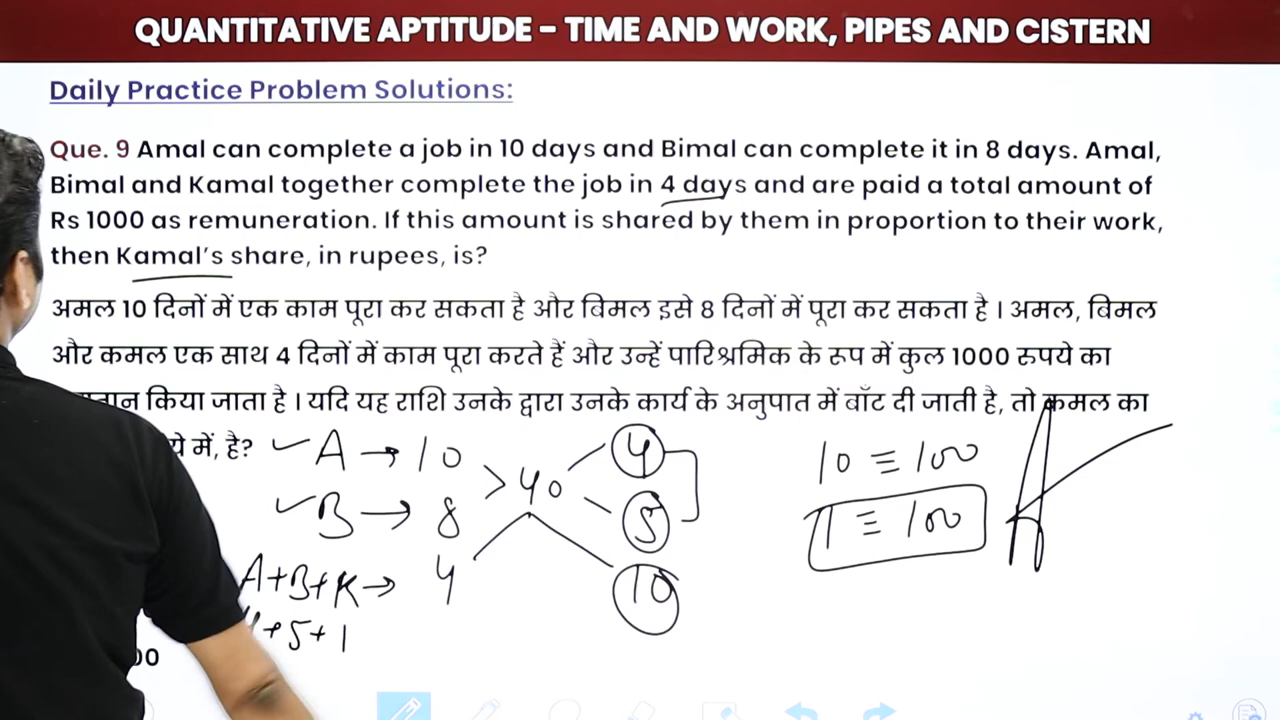 QUANTITATIVE APTITUDE – TIME AND WORK, PIPES AND CISTERN
Daily Practice Problem Solutions:
Que. 9 Amal can complete a job in 10 days and Bimal can complete it in 8 days. Amal,
Bimal and Kamal together complete the job in 4 days and are paid a total amount of
Rs 1000 as remuneration. If this amount is shared by them in proportion to their work,
then Kamal's share, in rupees, is?
अमल 10 दिनों में एक काम पूरा कर सकता है और बिमल इसे 8 दिनों में पूरा कर सकता है । अमल, बिमल
और कमल एक साथ 4 दिनों में काम पूरा करते हैं और उन्हें पारिश्रमिक के रूप में कुल 1000 रुपये का
किया जाता है । यदि यह राशि उनके द्वारा उनके कार्य के अनुपात में बाँट दी जाती है, तो कमल का
में, है?
A → 10
B → 8
40
4
5
A+B+K → 4
10
4+5+1
10 ≡ 100
1 ≡ 100
00